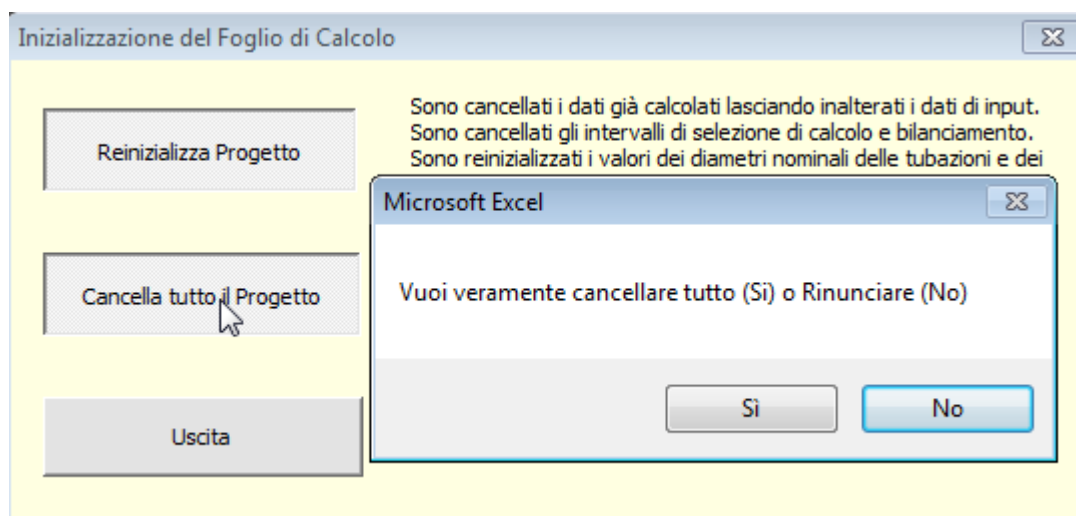 Inizializzazione del Foglio di Calcolo
Reinizializza Progetto
Sono cancellati i dati già calcolati lasciando inalterati i dati di input.
Sono cancellati gli intervalli di selezione di calcolo e bilanciamento.
Sono reinizializzati i valori dei diametri nominali delle tubazioni e dei
Microsoft Excel
Vuoi veramente cancellare tutto (Si) o Rinunciare (No)
Sì
No
Cancella tutto il Progetto
Uscita